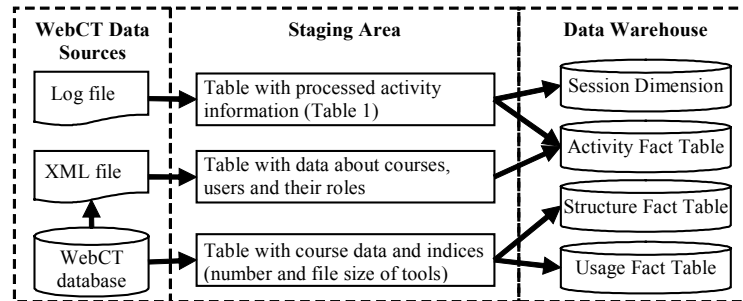 WebCT Data
Sources
Staging Area
Data Warehouse
Log file
Table with processed activity
information (Table 1)
Session Dimension
Activity Fact Table
XML file
Table with data about courses,
users and their roles
Structure Fact Table
WebCT
database
Table with course data and indices
(number and file size of tools)
Usage Fact Table